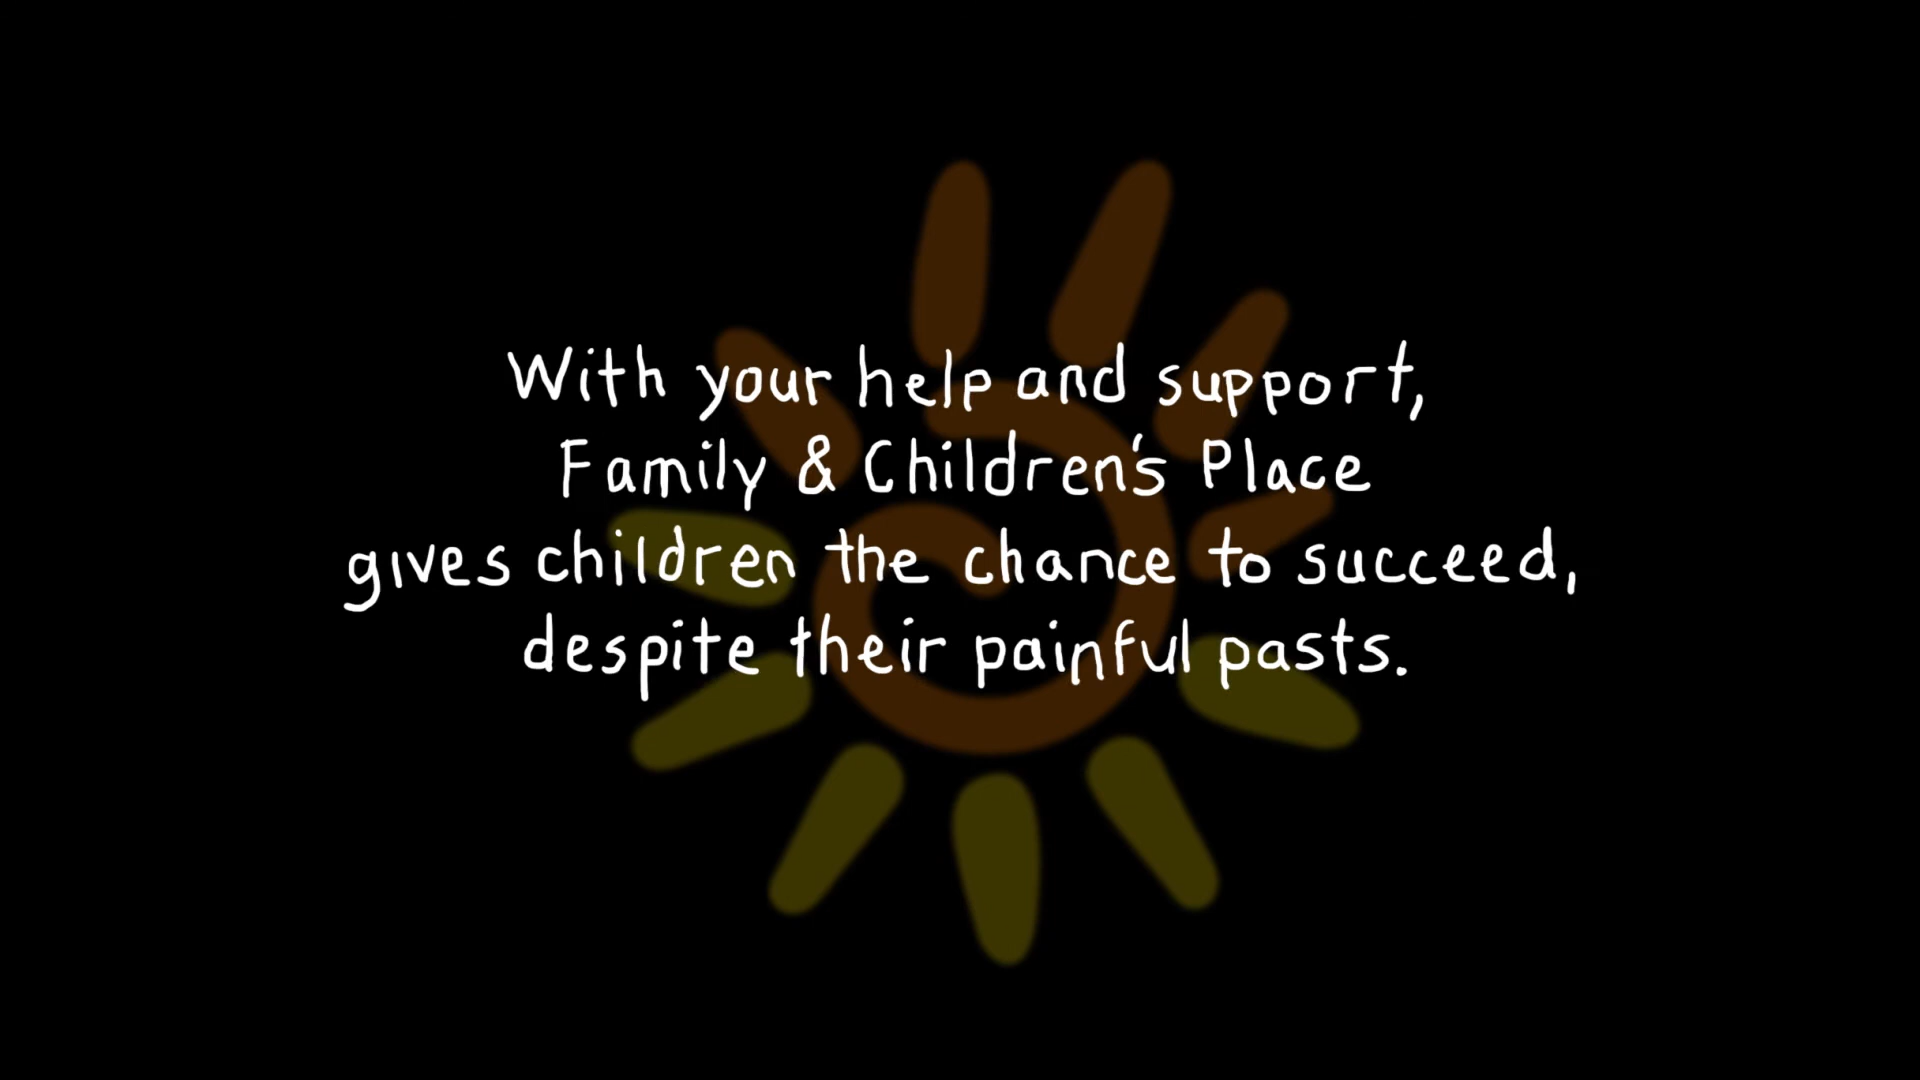 With your help and support,
Family & Children's Place
gives children the chance to succeed,
despite their painful pasts.